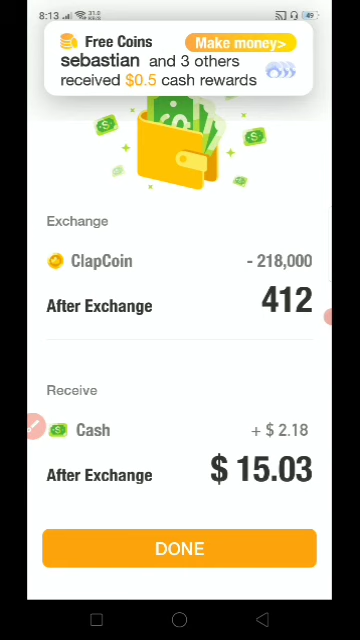 8:13
49
Free Coins
Make money>
sebastian and 3 others
received $0.5 cash rewards
Exchange
ClapCoin - 218,000
After Exchange 412
Receive
Cash + $ 2.18
After Exchange $ 15.03
DONE